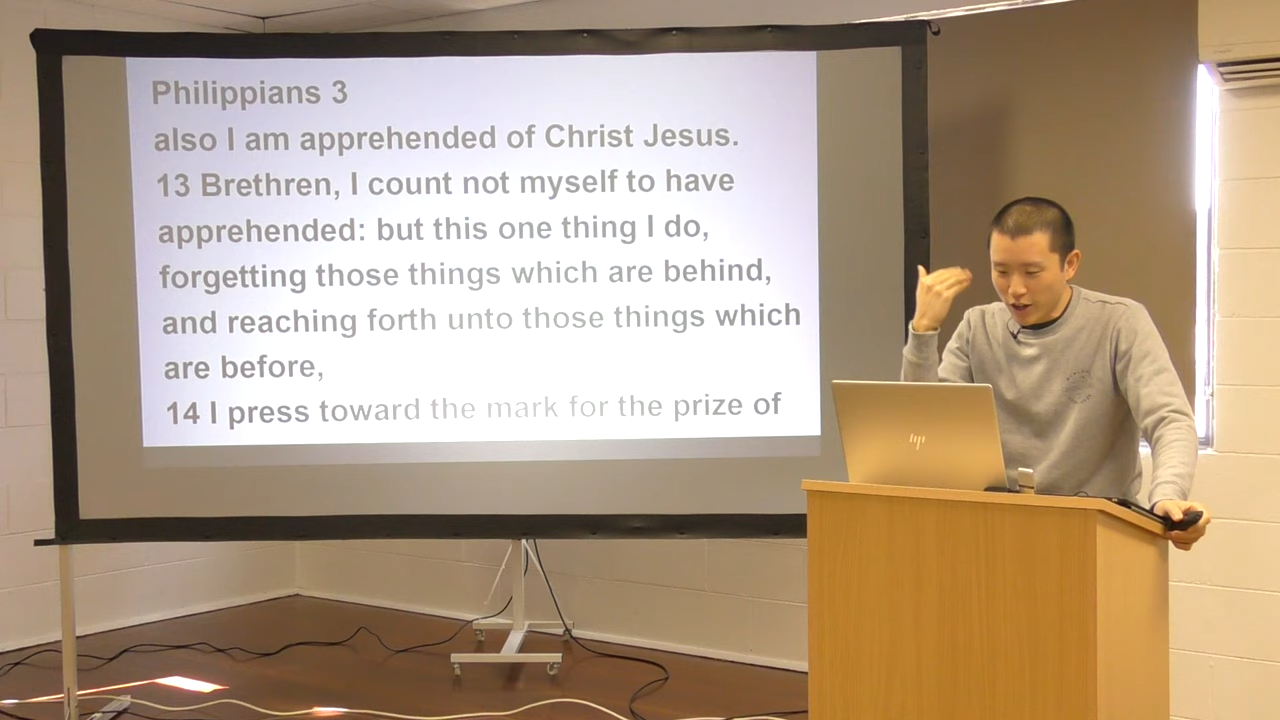 Philippians 3
also I am apprehended of Christ Jesus.
13 Brethren, I count not myself to have
apprehended: but this one thing I do,
forgetting those things which are behind,
and reaching forth unto those things which
are before,
14 I press toward the mark for the prize of
hp